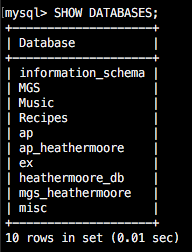 [mysql> SHOW DATABASES;
+--------------------+
| Database           |
+--------------------+
| information_schema |
| MGS                |
| Music              |
| Recipes            |
| ap                 |
| ap_heathermoore    |
| ex                 |
| heathermoore_db    |
| mgs_heathermoore   |
| misc               |
+--------------------+
10 rows in set (0.01 sec)